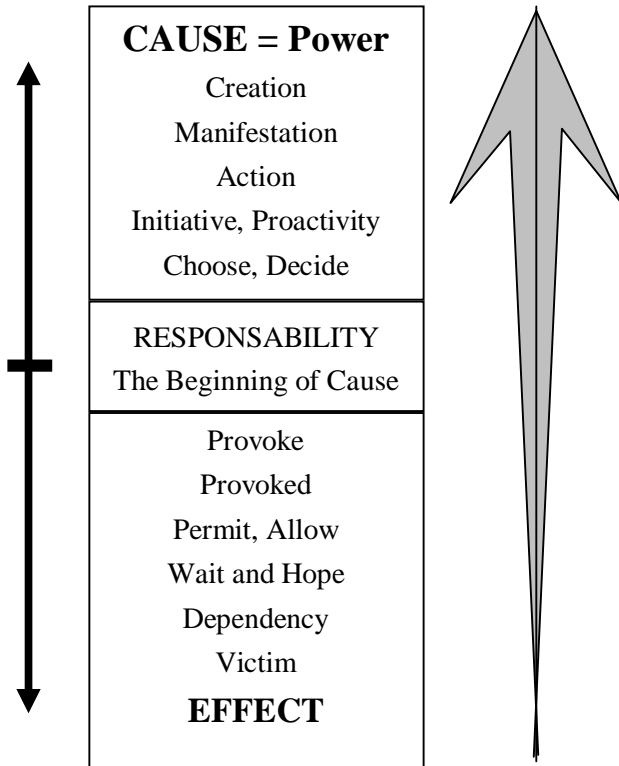 CAUSE = Power
Creation
Manifestation
Action
Initiative, Proactivity
Choose, Decide
RESPONSABILITY
The Beginning of Cause
Provoke
Provoked
Permit, Allow
Wait and Hope
Dependency
Victim
EFFECT